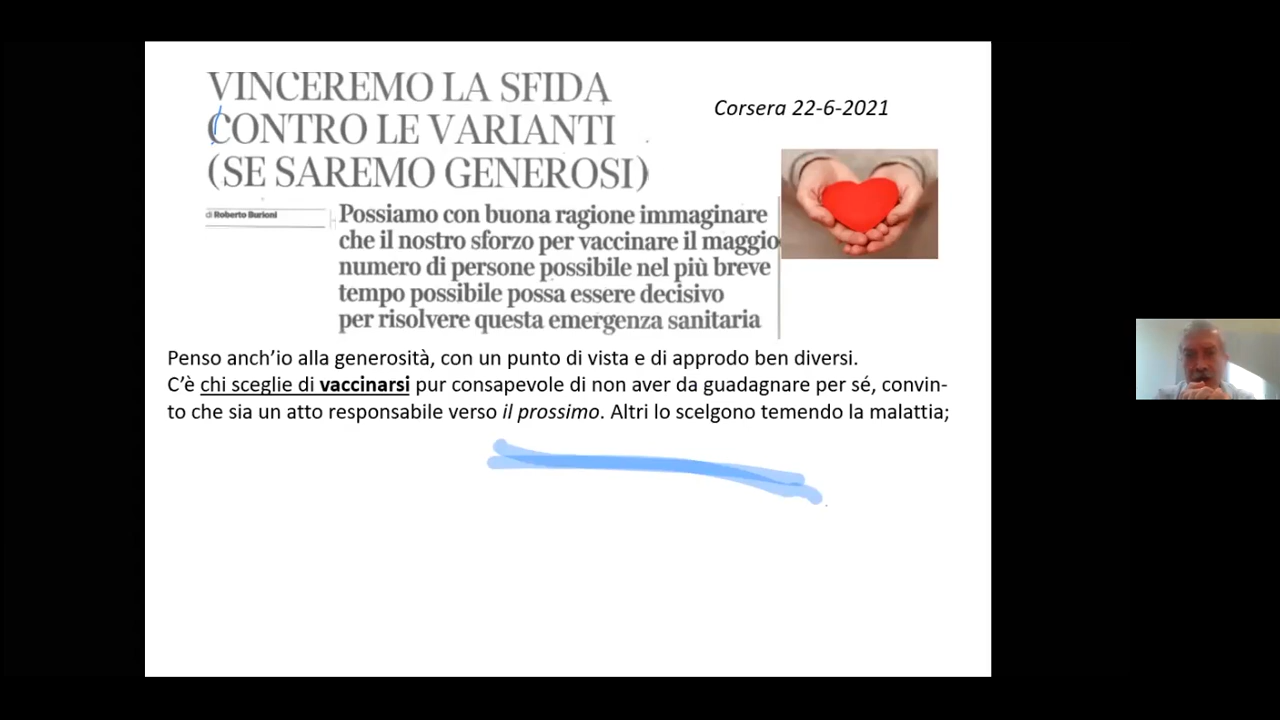 VINCEREMO LA SFIDA
CONTRO LE VARIANTI
(SE SAREMO GENEROSI)
Corsera 22-6-2021
di Roberto Burioni
Possiamo con buona ragione immaginare
che il nostro sforzo per vaccinare il maggio
numero di persone possibile nel più breve
tempo possibile possa essere decisivo
per risolvere questa emergenza sanitaria
Penso anch'io alla generosità, con un punto di vista e di approdo ben diversi.
C'è chi sceglie di vaccinarsi pur consapevole di non aver da guadagnare per sé, convin-
to che sia un atto responsabile verso il prossimo. Altri lo scelgono temendo la malattia;